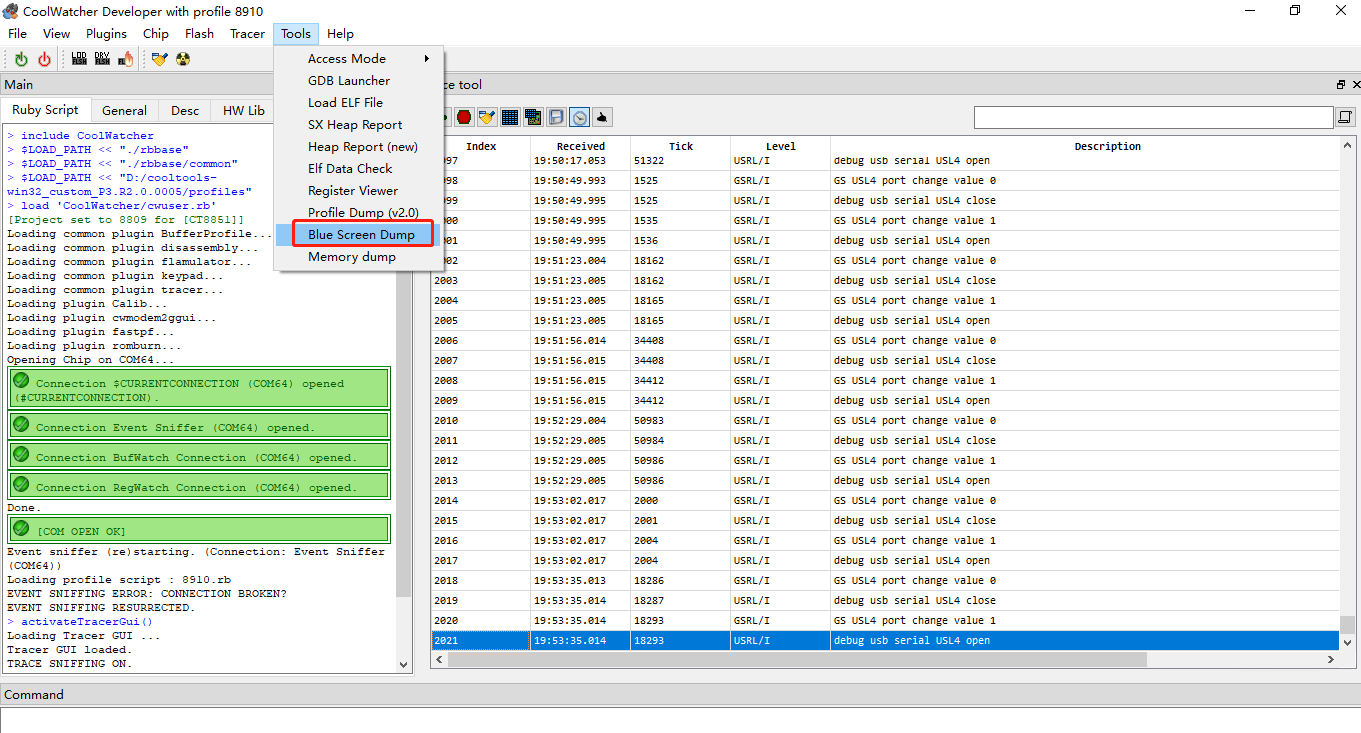 CoolWatcher Developer with profile 8910
File View Plugins Chip Flash Tracer Tools Help
Access Mode
GDB Launcher
Load ELF File
SX Heap Report
Heap Report (new)
Elf Data Check
Register Viewer
Profile Dump (v2.0)
Blue Screen Dump
Memory dump
Main
Ruby Script General Desc HW Lib
> include CoolWatcher
> $LOAD_PATH << "./rbbase"
> $LOAD_PATH << "./rbbase/common"
> $LOAD_PATH << "D:/cooltools-
win32_custom_P3.R2.0.0005/profiles"
> load 'CoolWatcher/cwuser.rb'
[Project set to 8809 for [CT8851]]
Loading common plugin BufferProfile...
Loading common plugin disassembly...
Loading common plugin flamulator...
Loading common plugin keypad...
Loading common plugin tracer...
Loading plugin Calib...
Loading plugin cwmodem2ggui...
Loading plugin fastpf...
Loading plugin romburn...
Opening Chip on COM64...
Connection $CURRENTCONNECTION (COM64) opened
(#CURRENTCONNECTION).
Connection Event Sniffer (COM64) opened.
Connection BufWatch Connection (COM64) opened.
Connection RegWatch Connection (COM64) opened.
Done.
[COM OPEN OK]
Event sniffer (re)starting. (Connection: Event Sniffer
(COM64))
Loading profile script : 8910.rb
EVENT SNIFFING ERROR: CONNECTION BROKEN?
EVENT SNIFFING RESURRECTED.
> activateTracerGui()
Loading Tracer GUI ...
Tracer GUI loaded.
TRACE SNIFFING ON.
ce tool
Index Received Tick Level Description
97 19:50:17.053 51322 USRL/I debug usb serial USL4 open
98 19:50:49.993 1525 GSRL/I GS USL4 port change value 0
99 19:50:49.995 1525 USRL/I debug usb serial USL4 close
00 19:50:49.995 1535 GSRL/I GS USL4 port change value 1
01 19:50:49.995 1536 USRL/I debug usb serial USL4 open
02 19:51:23.004 18162 GSRL/I GS USL4 port change value 0
2003 19:51:23.005 18162 USRL/I debug usb serial USL4 close
2004 19:51:23.005 18165 GSRL/I GS USL4 port change value 1
2005 19:51:23.005 18165 USRL/I debug usb serial USL4 open
2006 19:51:56.014 34408 GSRL/I GS USL4 port change value 0
2007 19:51:56.015 34408 USRL/I debug usb serial USL4 close
2008 19:51:56.015 34412 GSRL/I GS USL4 port change value 1
2009 19:51:56.015 34412 USRL/I debug usb serial USL4 open
2010 19:52:29.004 50983 GSRL/I GS USL4 port change value 0
2011 19:52:29.005 50984 USRL/I debug usb serial USL4 close
2012 19:52:29.005 50986 GSRL/I GS USL4 port change value 1
2013 19:52:29.005 50986 USRL/I debug usb serial USL4 open
2014 19:53:02.017 2000 GSRL/I GS USL4 port change value 0
2015 19:53:02.017 2001 USRL/I debug usb serial USL4 close
2016 19:53:02.017 2004 GSRL/I GS USL4 port change value 1
2017 19:53:02.017 2004 USRL/I debug usb serial USL4 open
2018 19:53:35.013 18286 GSRL/I GS USL4 port change value 0
2019 19:53:35.014 18287 USRL/I debug usb serial USL4 close
2020 19:53:35.014 18293 GSRL/I GS USL4 port change value 1
2021 19:53:35.014 18293 USRL/I debug usb serial USL4 open
Command